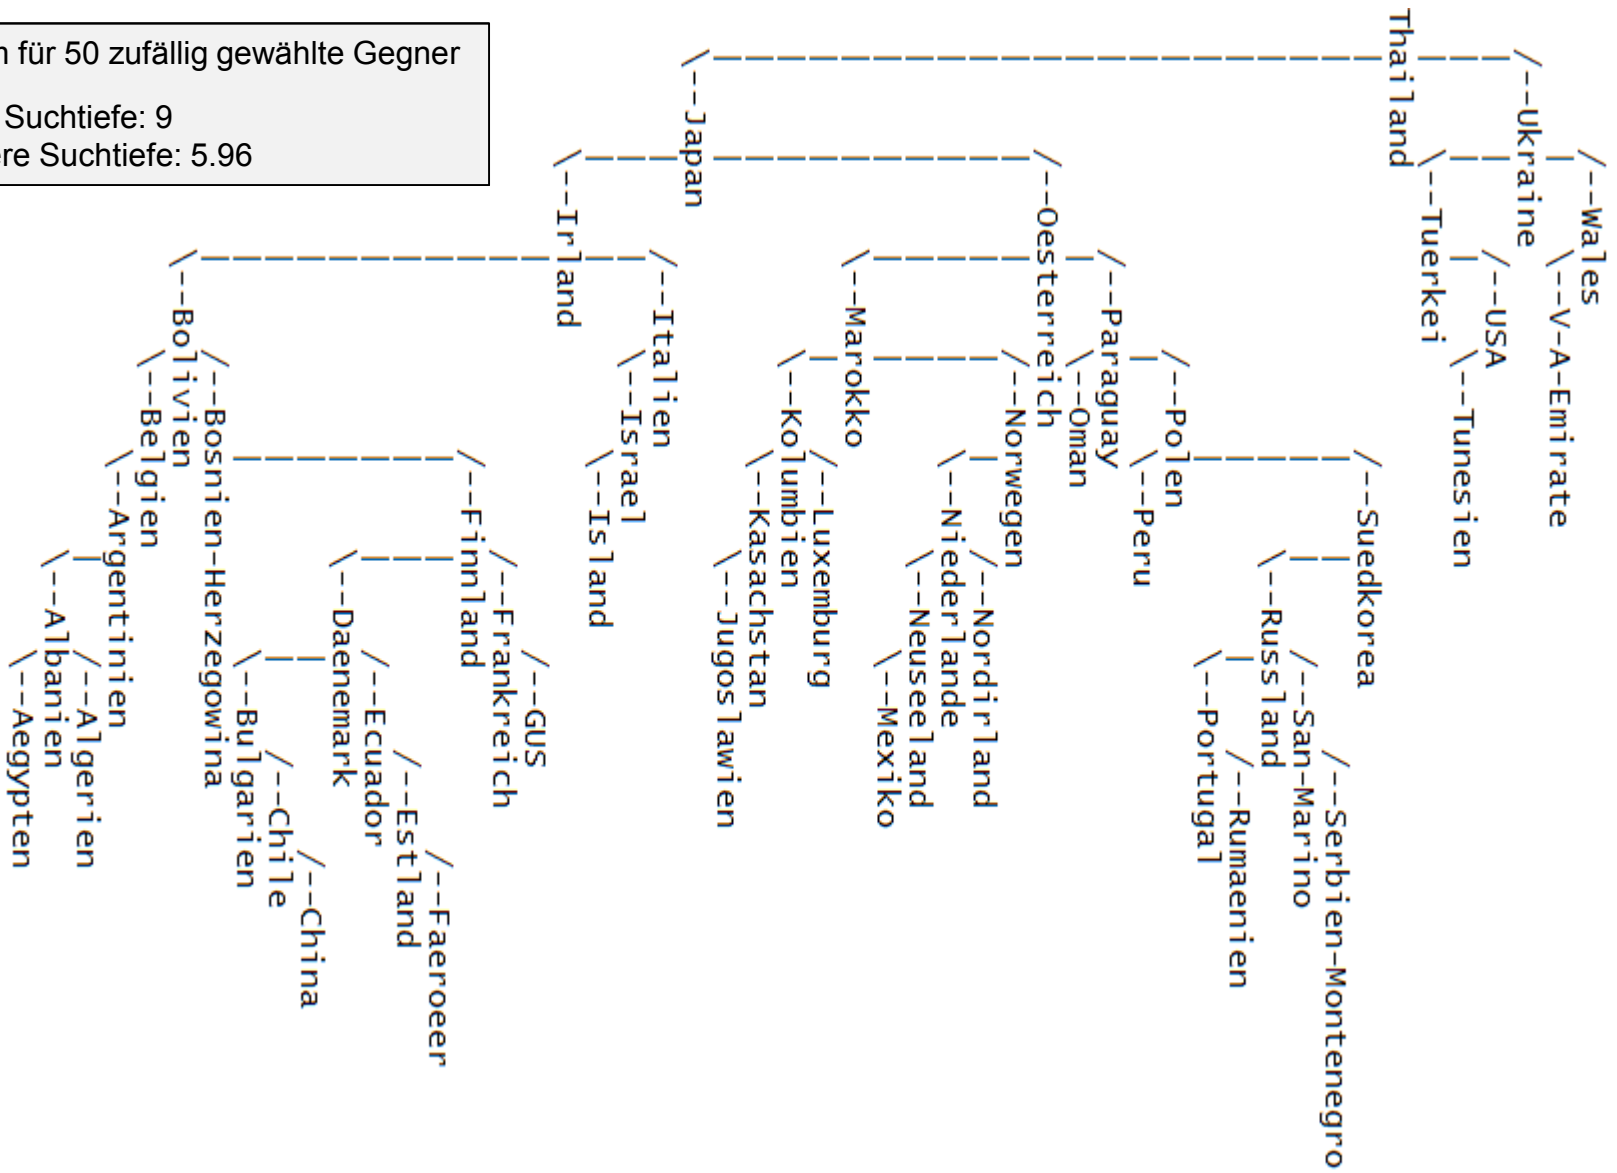 für 50 zufällig gewählte Gegner
Suchtiefe: 9
ere Suchtiefe: 5.96
/--Wales
\--V-A-Emirate
/--Ukraine
/--USA
\--Tunesien
\--Tuerkei
Thailand
/--Suedkorea
/--Serbien-Montenegro
/--San-Marino
\--Russland
/--Rumaenien
\--Portugal
/--Polen
\--Peru
/--Paraguay
\--Oman
/--Oesterreich
/--Norwegen
/--Nordirland
\--Niederlande
\--Neuseeland
\--Mexiko
\--Marokko
/--Luxemburg
\--Kolumbien
\--Kasachstan
\--Jugoslawien
\--Japan
/--Italien
\--Israel
\--Island
\--Irland
/--GUS
/--Frankreich
/--Finnland
/--Faeroeer
/--Estland
/--Ecuador
\--Daenemark
/--China
/--Chile
\--Bulgarien
/--Bosnien-Herzegowina
\--Bolivien
\--Belgien
\--Argentinien
/--Algerien
\--Albanien
\--Aegypten